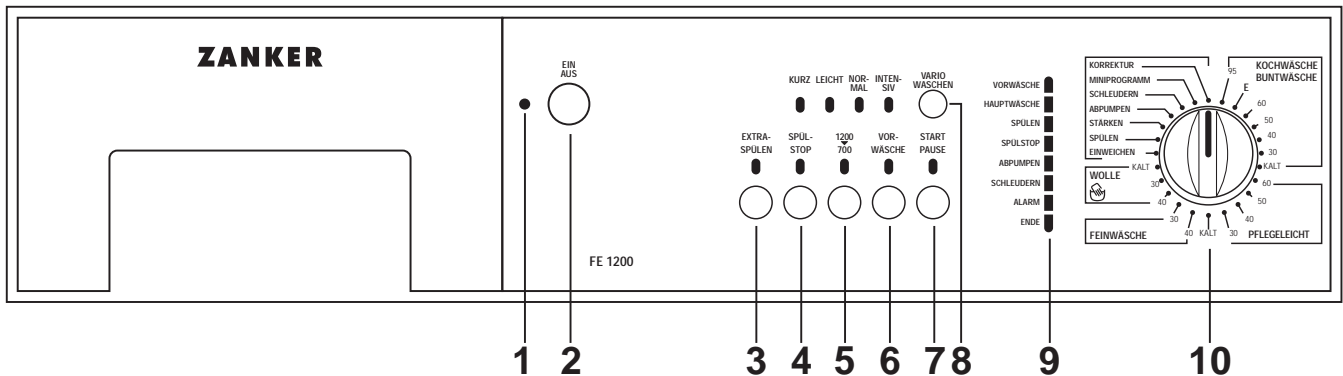 ZANKER
EIN
AUS
FE 1200
KURZ LEICHT NOR-
MAL INTEN-
SIV VARIO
WASCHEN
EXTRA-
SPÜLEN
SPÜL-
STOP
1200
700
VOR-
WÄSCHE
START
PAUSE
VORWÄSCHE
HAUPTWÄSCHE
SPÜLEN
SPÜLSTOP
ABPUMPEN
SCHLEUDERN
ALARM
ENDE
KORREKTUR
MINIPROGRAMM
SCHLEUDERN
ABPUMPEN
STÄRKEN
SPÜLEN
EINWEICHEN
KOCHWÄSCHE
BUNTWÄSCHE
95
E
60
50
40
30
KALT
60
50
40
30
PFLEGELEICHT
KALT
40
30
FEINWÄSCHE
WOLLE
KALT
30
40
1 2 3 4 5 6 7 8 9 10